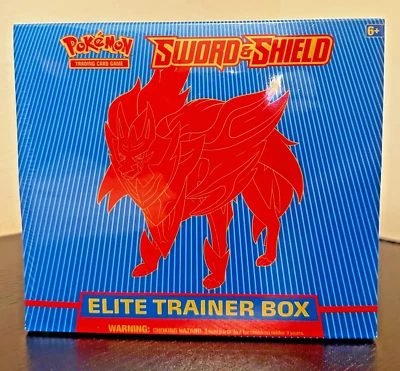 Pokémon
TRADING CARD GAME
SWORD & SHIELD
6+
ELITE TRAINER BOX
WARNING: CHOKING HAZARD